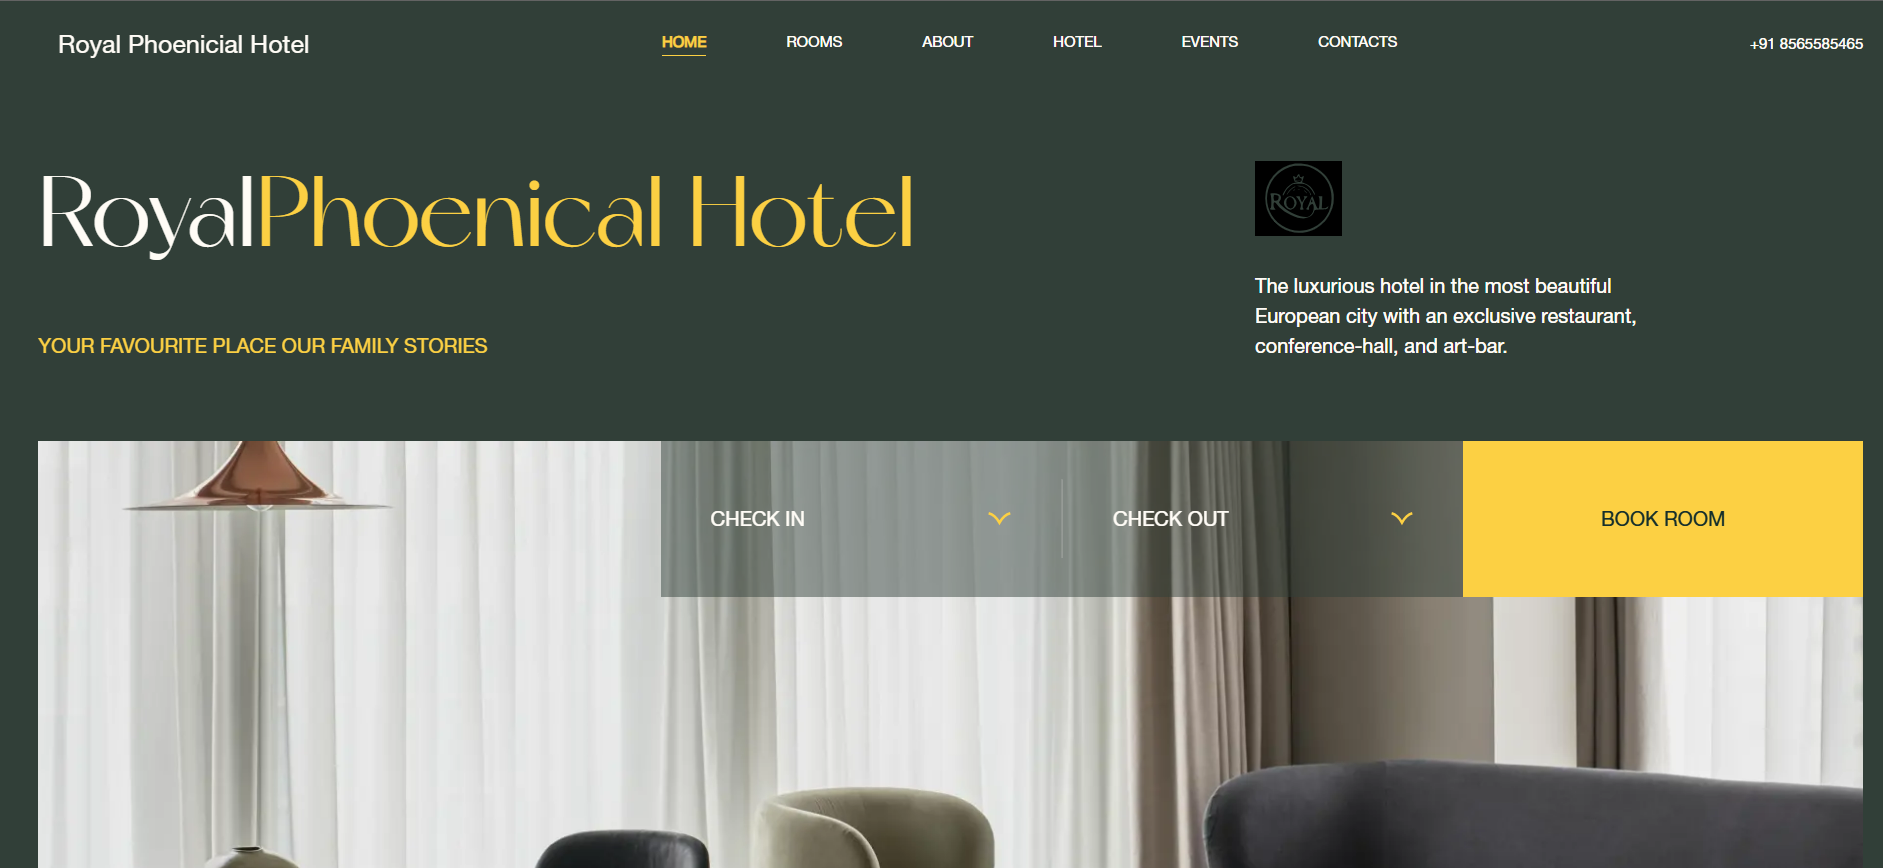 Royal Phoenicial Hotel
HOME ROOMS ABOUT HOTEL EVENTS CONTACTS
+91 8565585465
RoyalPhoenical Hotel
YOUR FAVOURITE PLACE OUR FAMILY STORIES
ROYAL
The luxurious hotel in the most beautiful
European city with an exclusive restaurant,
conference-hall, and art-bar.
CHECK IN
CHECK OUT
BOOK ROOM